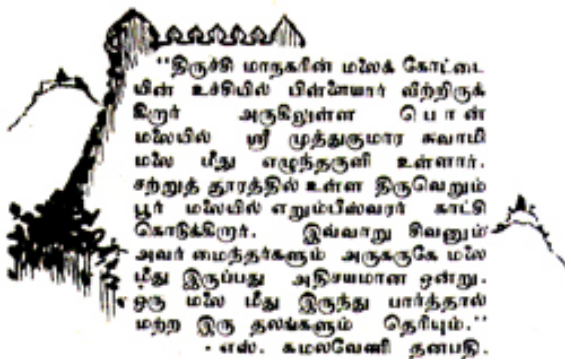 "திருச்சி மாநகரின் மலைக் கோட்டை
யின் உச்சியில் பிள்ளையார் வீற்றிருக்
கிறார் அருகிலுள்ள பொன்
மலையில் ஸ்ரீ முத்துகுமார சுவாமி
மலை மீது எழுந்தருளி உள்ளார்.
சற்றுத் தூரத்தில் உள்ள திருவெறும்
பூர் மலையில் எறும்பீஸ்வரர் காட்சி
கொடுக்கிறார். இவ்வாறு சிவனும்
அவர் மைந்தர்களும் அருகருகே மலை
மீது இருப்பது அதிசயமான ஒன்று.
ஒரு மலை மீது இருந்து பார்த்தால்
மற்ற இரு தலங்களும் தெரியும்."
- எஸ். கமலவேணி தனபதி.